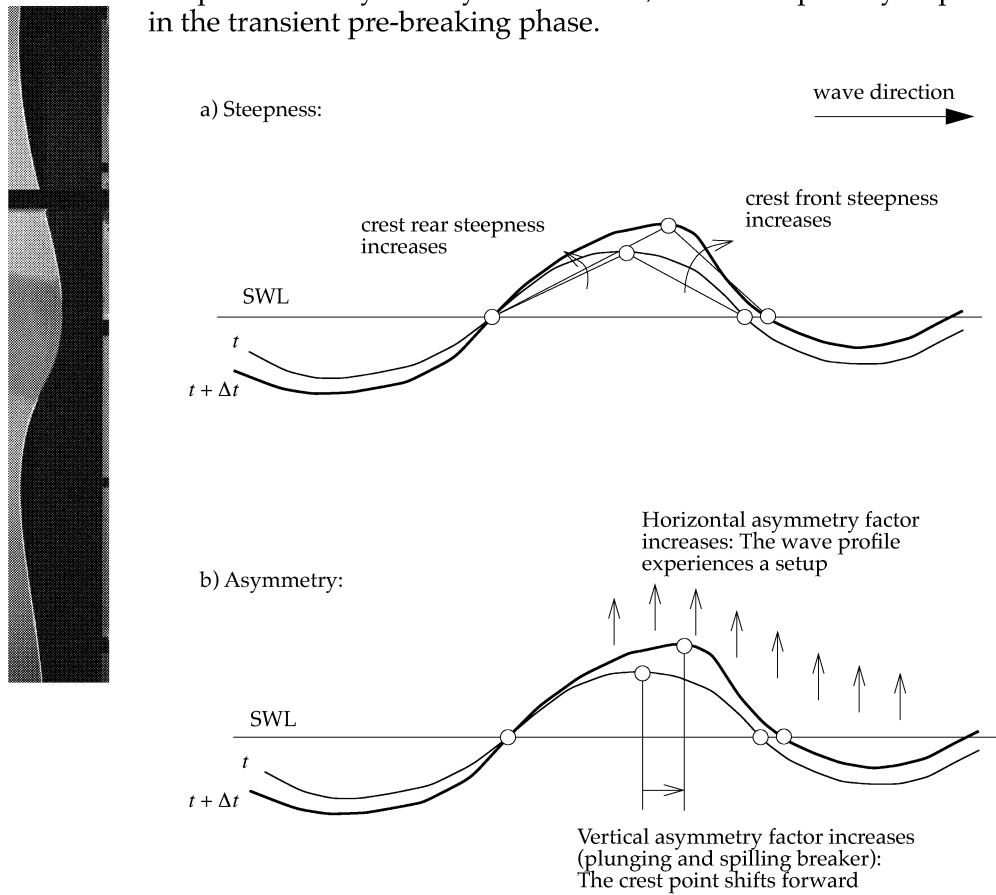 in the transient pre-breaking phase.
wave direction
a) Steepness:
crest front steepness
increases
crest rear steepness
increases
SWL
t
t + Δt
Horizontal asymmetry factor
increases: The wave profile
experiences a setup
b) Asymmetry:
SWL
t
t + Δt
Vertical asymmetry factor increases
(plunging and spilling breaker):
The crest point shifts forward